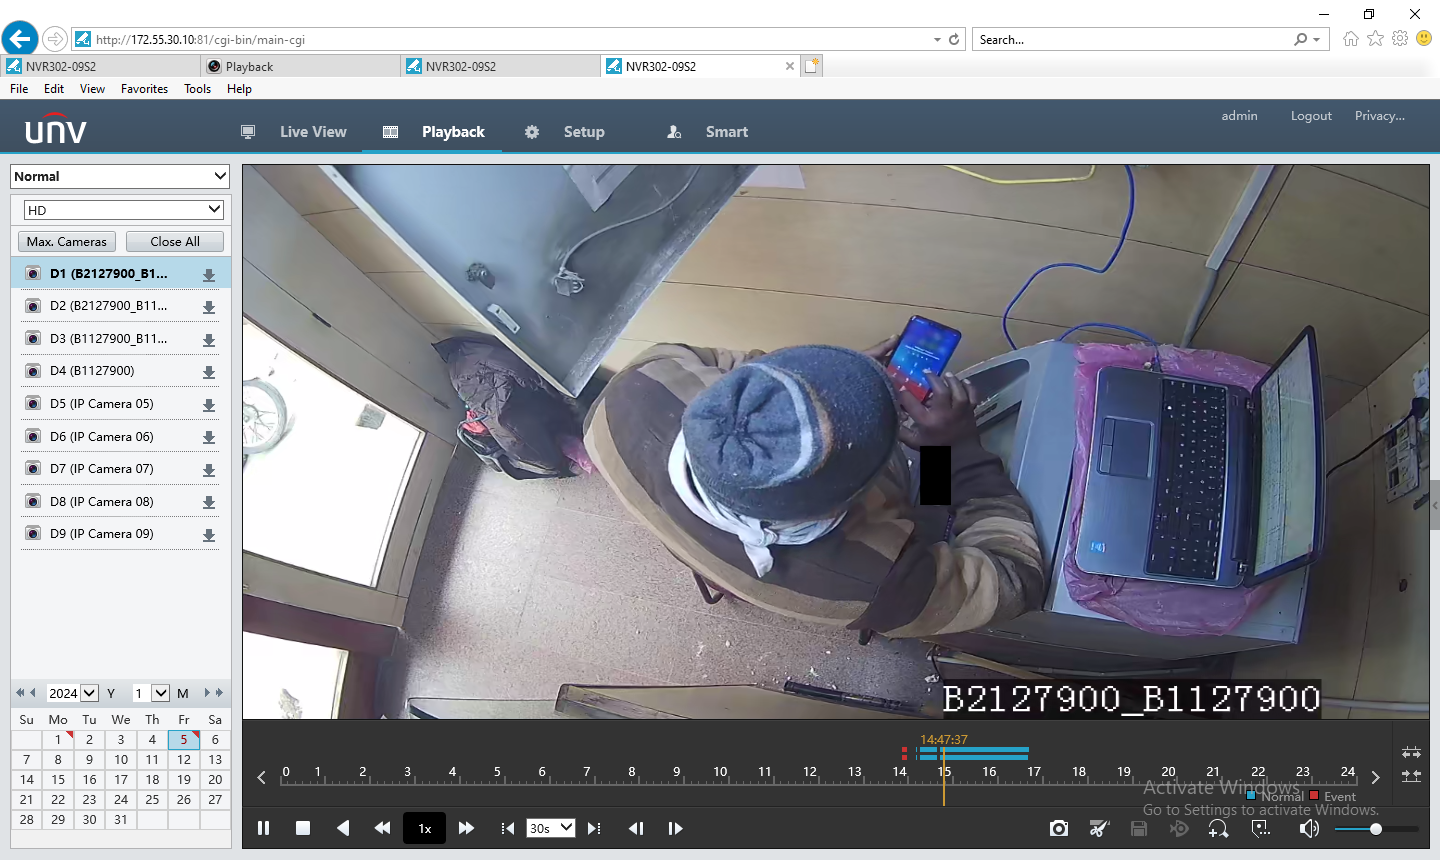 http://172.55.30.10:81/cgi-bin/main-cgi
Search...
NVR302-09S2
Playback
NVR302-09S2
NVR302-09S2
File Edit View Favorites Tools Help
unv
Live View
Playback
Setup
Smart
admin
Logout
Privacy...
Normal
HD
Max. Cameras
Close All
D1 (B2127900_B1...
D2 (B2127900_B11...
D3 (B1127900_B11...
D4 (B1127900)
D5 (IP Camera 05)
D6 (IP Camera 06)
D7 (IP Camera 07)
D8 (IP Camera 08)
D9 (IP Camera 09)
2024 Y 1 M
Su Mo Tu We Th Fr Sa
1 2 3 4 5 6
7 8 9 10 11 12 13
14 15 16 17 18 19 20
21 22 23 24 25 26 27
28 29 30 31
B2127900_B1127900
14:47:37
0 1 2 3 4 5 6 7 8 9 10 11 12 13 14 15 16 17 18 19 20 21 22 23 24
Normal Event
Activate Windows
Go to Settings to activate Windows.
1x
30s